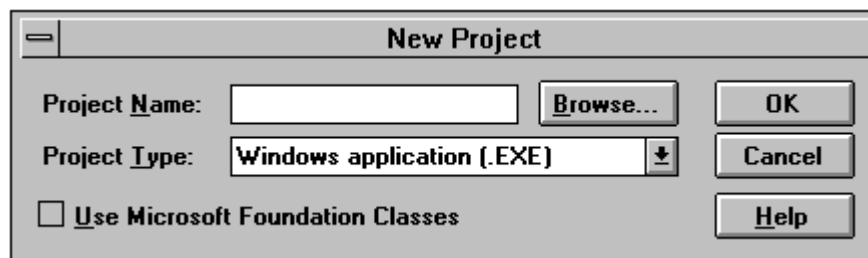 New Project
Project Name: Browse... OK
Project Type: Windows application (.EXE) Cancel
Use Microsoft Foundation Classes Help